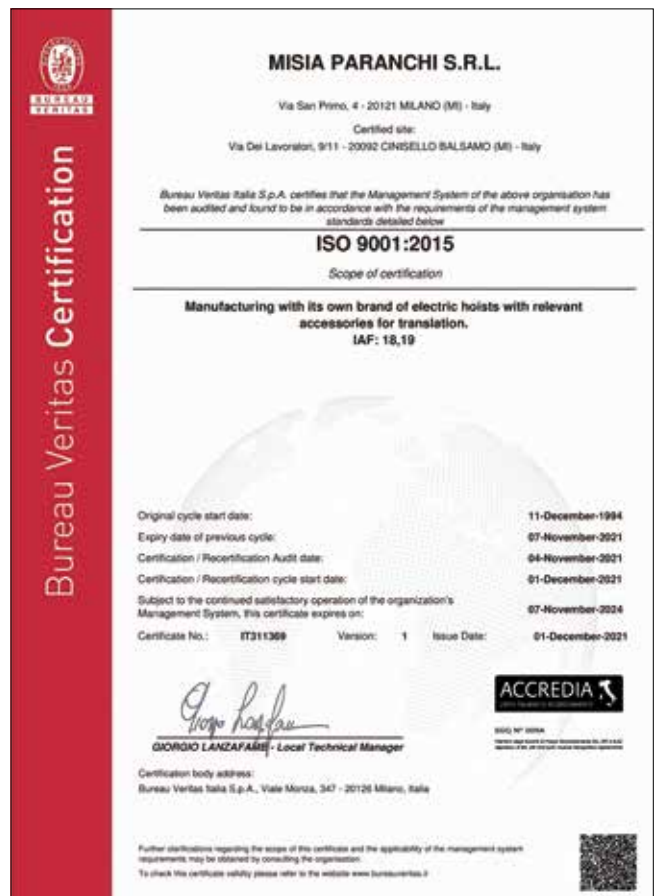 BUREAU
VERITAS
Bureau Veritas Certification
MISIA PARANCHI S.R.L.
Via San Primo, 4 - 20121 MILANO (MI) - Italy
Certified site:
Via Dei Lavoratori, 9/11 - 20092 CINISELLO BALSAMO (MI) - Italy
Bureau Veritas Italia S.p.A. certifies that the Management System of the above organisation has
been audited and found to be in accordance with the requirements of the management system
standards detailed below
ISO 9001:2015
Scope of certification
Manufacturing with its own brand of electric hoists with relevant
accessories for translation.
IAF: 18,19
Original cycle start date: 11-December-1994
Expiry date of previous cycle: 07-November-2021
Certification / Recertification Audit date: 04-November-2021
Certification / Recertification cycle start date: 01-December-2021
Subject to the continued satisfactory operation of the organization's
Management System, this certificate expires on: 07-November-2024
Certificate No.: IT311369 Version: 1 Issue Date: 01-December-2021
ACCREDIA
GIORGIO LANZAFAME - Local Technical Manager
Certification body address:
Bureau Veritas Italia S.p.A., Viale Monza, 347 - 20126 Milano, Italia
Further clarifications regarding the scope of this certificate and the applicability of the management system
requirements may be obtained by consulting the organisation.
To check this certificate validity please refer to the website www.bureauveritas.it